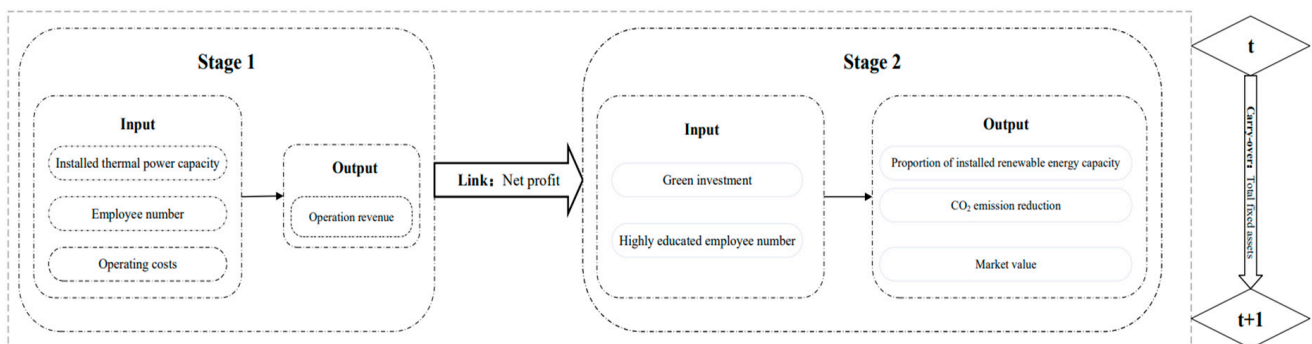 Stage 1
Input
Installed thermal power capacity
Employee number
Operating costs
Output
Operation revenue
Link：Net profit
Stage 2
Input
Green investment
Highly educated employee number
Output
Proportion of installed renewable energy capacity
CO₂ emission reduction
Market value
t
Carry-over：Total fixed assets
t+1